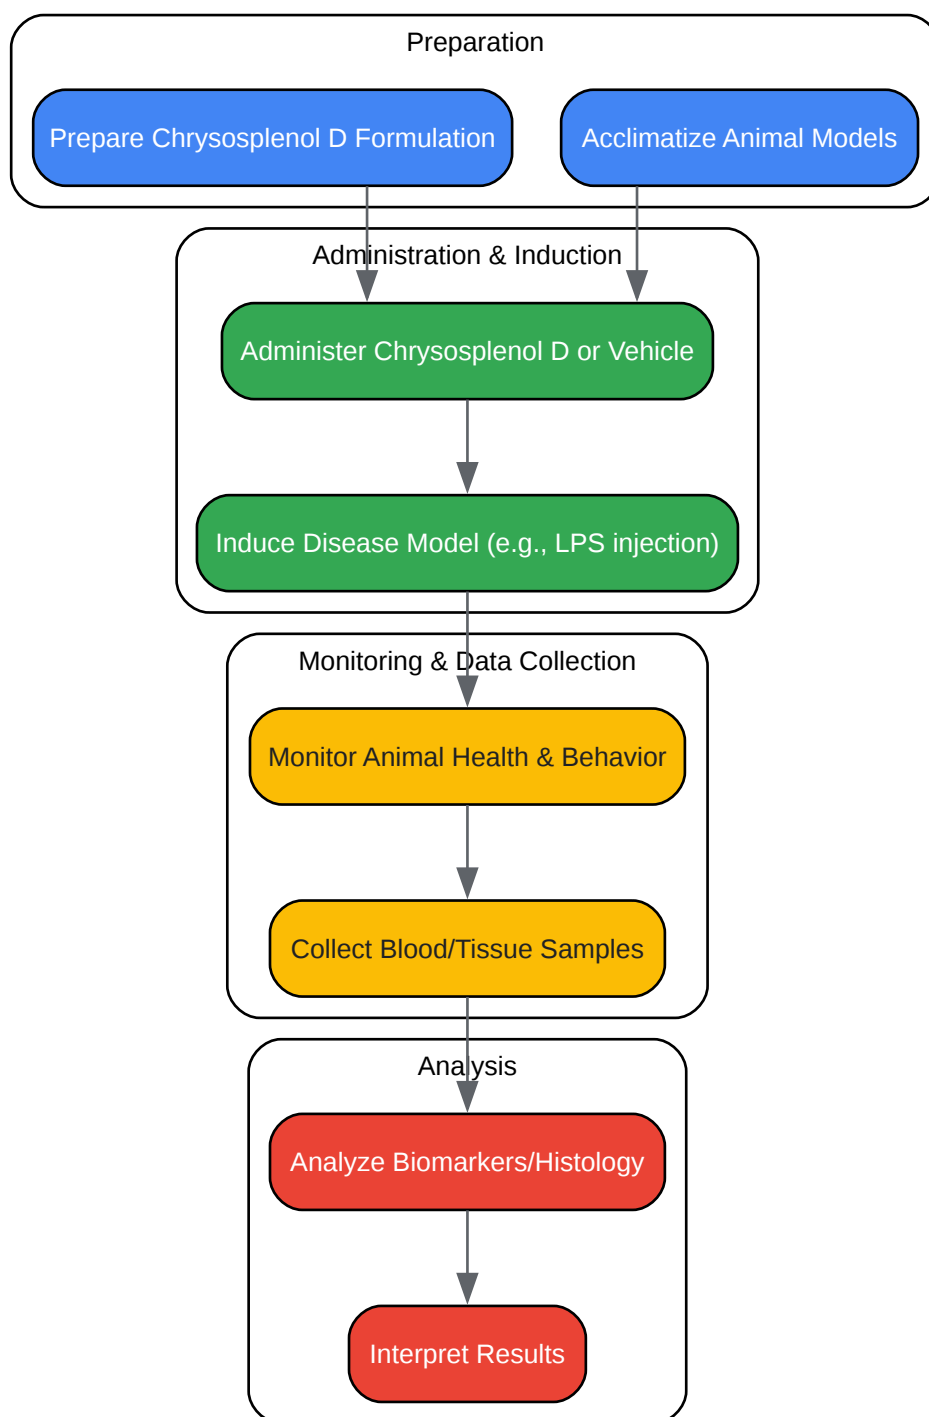 Preparation
Prepare Chrysosplenol D Formulation
Acclimatize Animal Models
Administration & Induction
Administer Chrysosplenol D or Vehicle
Induce Disease Model (e.g., LPS injection)
Monitoring & Data Collection
Monitor Animal Health & Behavior
Collect Blood/Tissue Samples
Analysis
Analyze Biomarkers/Histology
Interpret Results